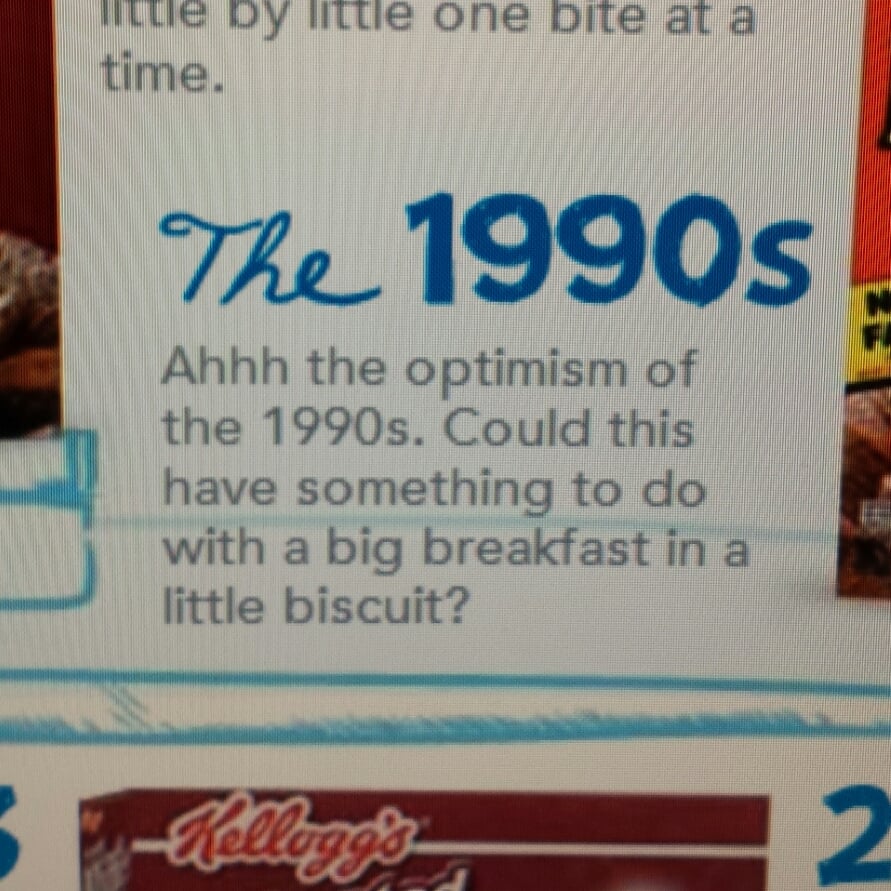 little by little one bite at a
time.
The 1990s
Ahhh the optimism of
the 1990s. Could this
have something to do
with a big breakfast in a
little biscuit?
Kellogg's
2